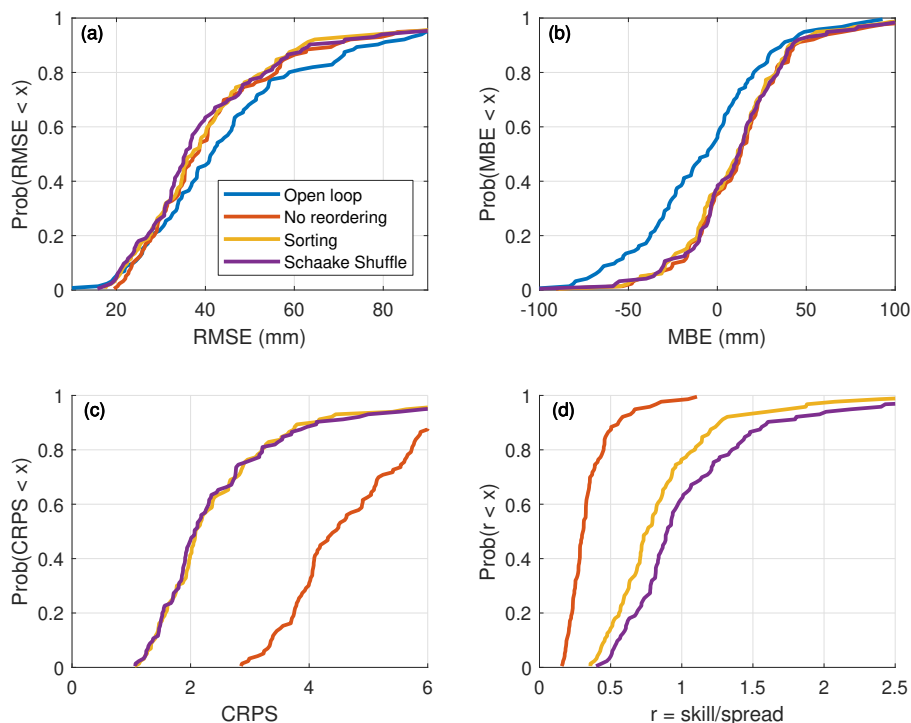 (a)
Prob(RMSE < x)
1
0.8
0.6
0.4
0.2
0
Open loop
No reordering
Sorting
Schaake Shuffle
20 40 60 80
RMSE (mm)
(b)
Prob(MBE < x)
1
0.8
0.6
0.4
0.2
0
-100 -50 0 50 100
MBE (mm)
(c)
Prob(CRPS < x)
1
0.8
0.6
0.4
0.2
0
0 2 4 6
CRPS
(d)
Prob(r < x)
1
0.8
0.6
0.4
0.2
0
0 0.5 1 1.5 2 2.5
r = skill/spread